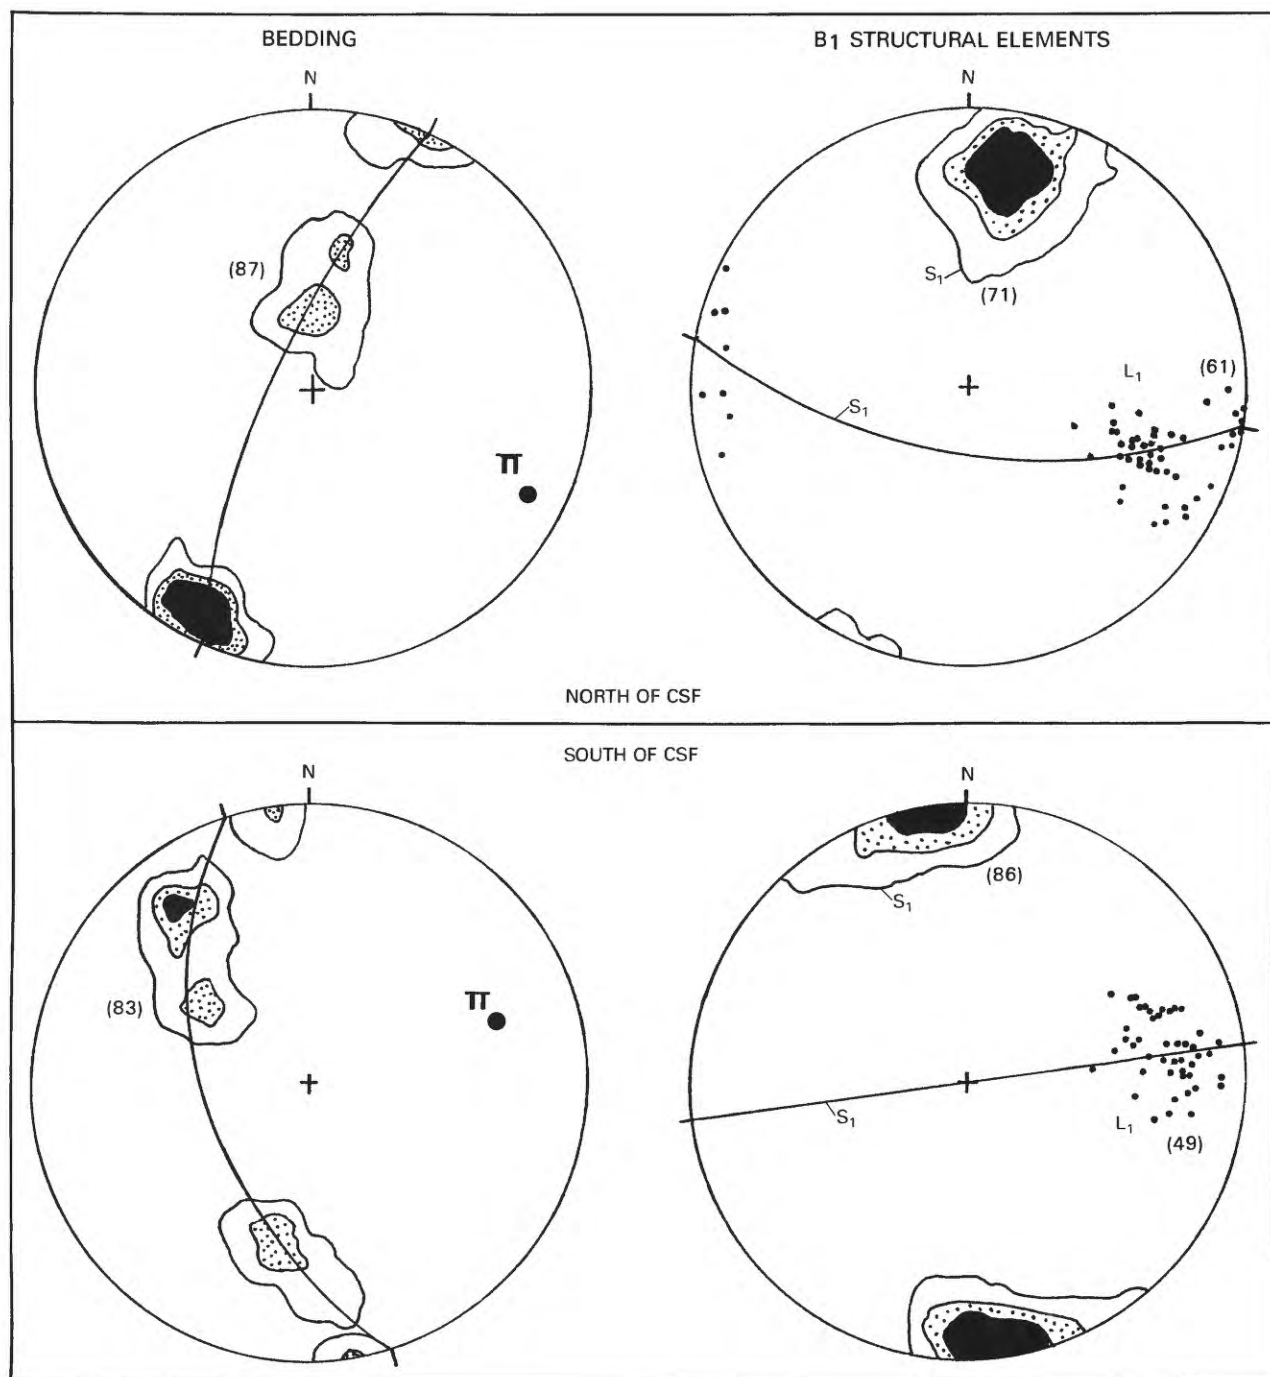 BEDDING
B1 STRUCTURAL ELEMENTS
N
N
(87)
S1
(71)
L1
(61)
S1
π
NORTH OF CSF
SOUTH OF CSF
N
N
(86)
S1
π
(83)
S1
L1
(49)